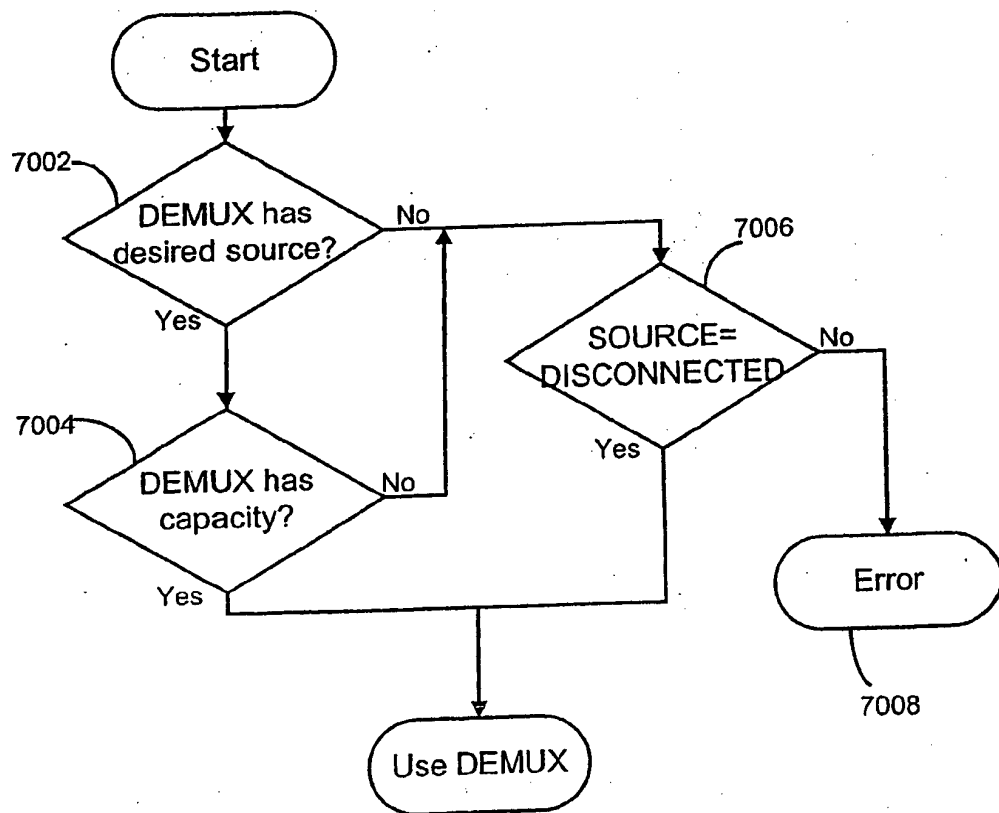 Start
7002
DEMUX has
desired source?
No
Yes
7006
SOURCE=
DISCONNECTED
No
Yes
7004
DEMUX has
capacity?
No
Yes
Error
7008
Use DEMUX